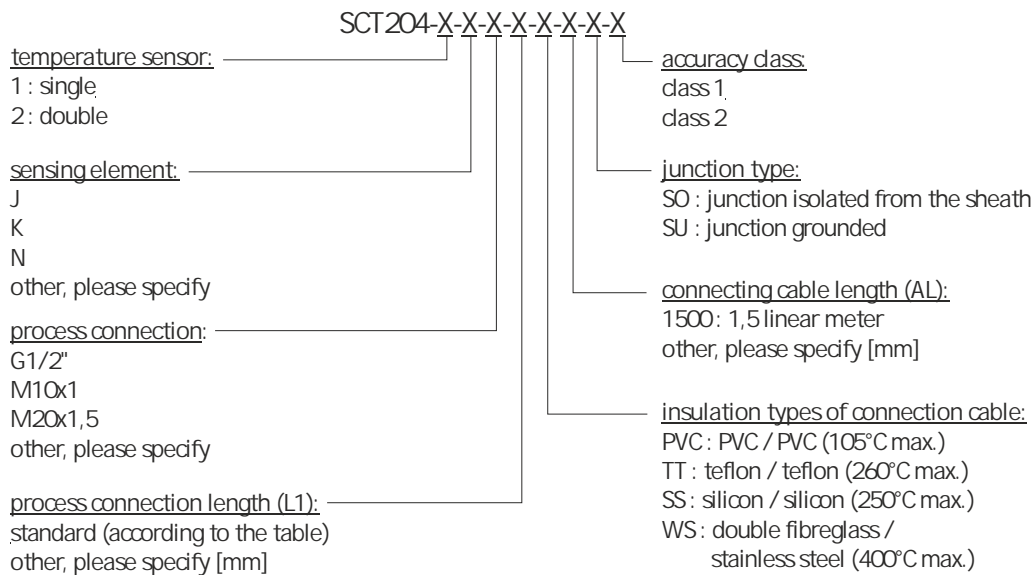 SCT204-X-X-X-X-X-X-X-X
temperature sensor:
1 : single
2 : double
sensing element:
J
K
N
other, please specify
process connection:
G1/2"
M10x1
M20x1,5
other, please specify
process connection length (L1):
standard (according to the table)
other, please specify [mm]
accuracy class:
class 1
class 2
junction type:
SO : junction isolated from the sheath
SU : junction grounded
connecting cable length (AL):
1500 : 1,5 linear meter
other, please specify [mm]
insulation types of connection cable:
PVC : PVC / PVC (105°C max.)
TT : teflon / teflon (260°C max.)
SS : silicon / silicon (250°C max.)
WS : double fibreglass /
stainless steel (400°C max.)